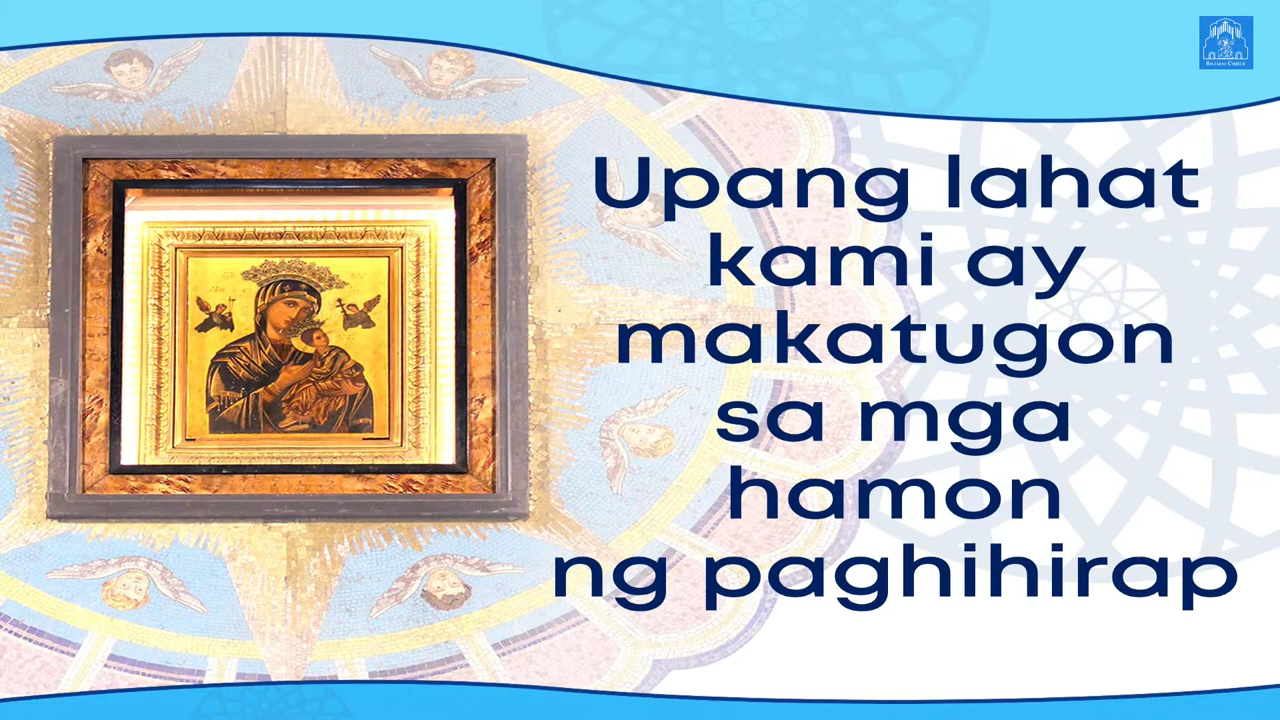 Upang lahat
kami ay
makatugon
sa mga
hamon
ng paghihirap